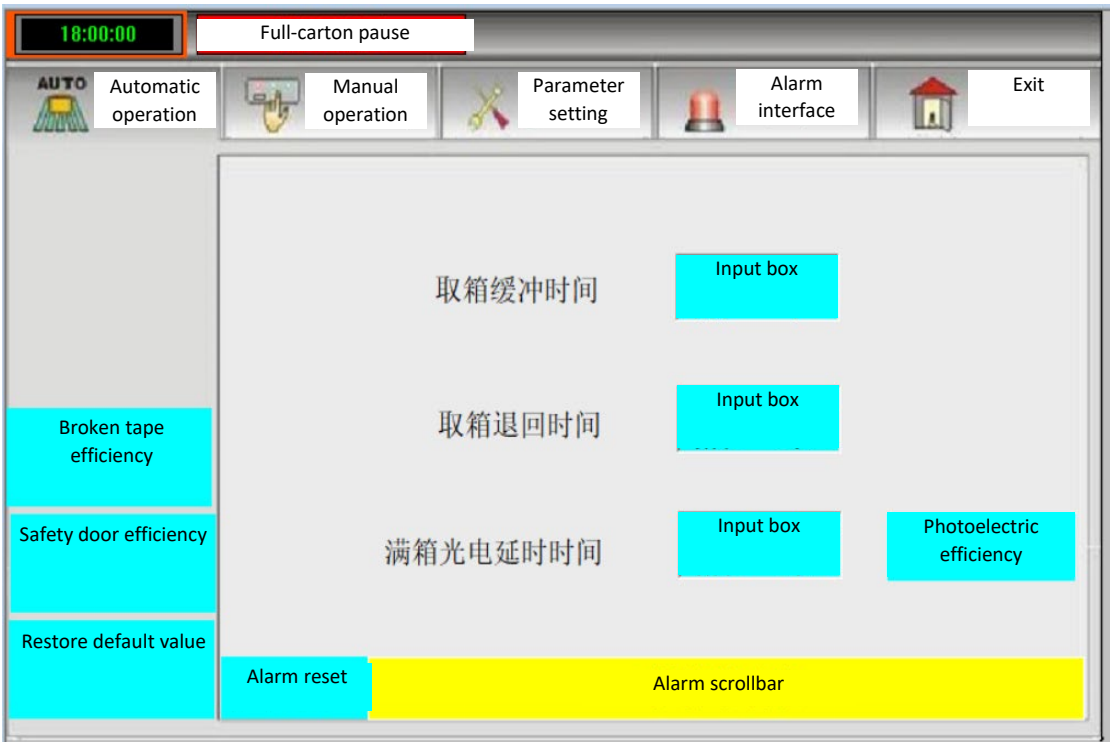 18:00:00
Full-carton pause
AUTO
Automatic
operation
Manual
operation
Parameter
setting
Alarm
interface
Exit
取箱缓冲时间
Input box
取箱退回时间
Input box
Broken tape
efficiency
Safety door efficiency
满箱光电延时时间
Input box
Photoelectric
efficiency
Restore default value
Alarm reset
Alarm scrollbar